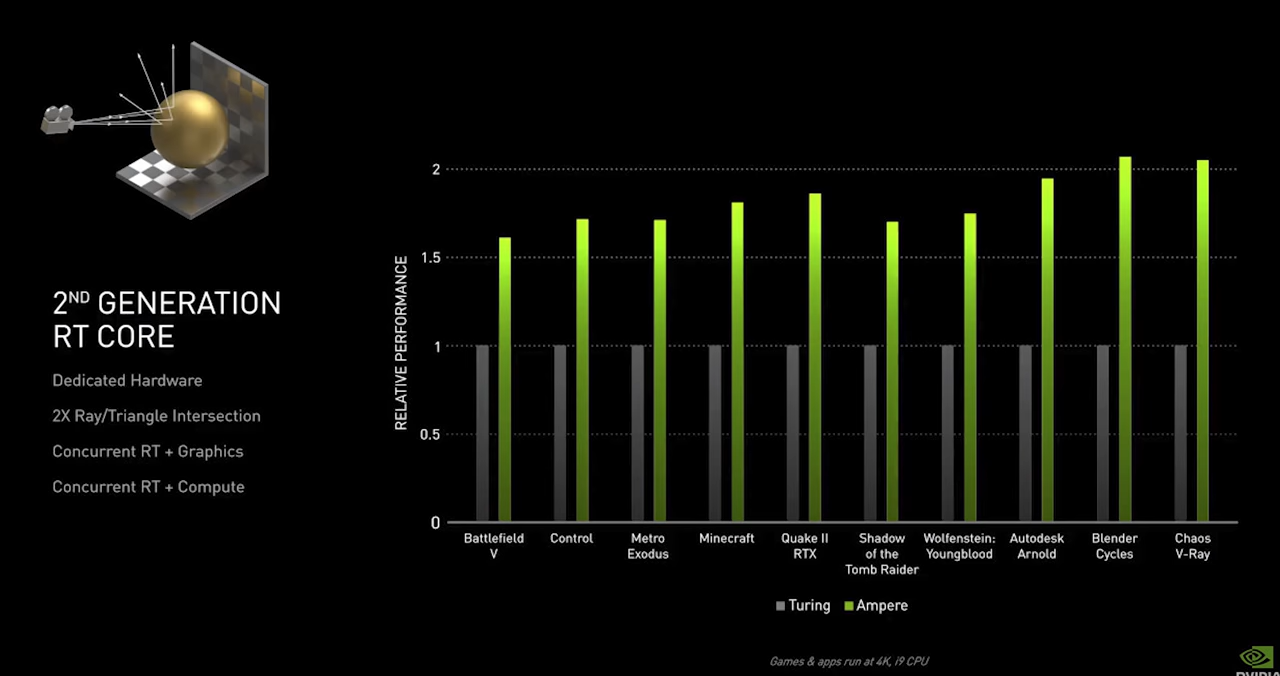 2ND GENERATION
RT CORE
Dedicated Hardware
2X Ray/Triangle Intersection
Concurrent RT + Graphics
Concurrent RT + Compute
RELATIVE PERFORMANCE
2
1.5
1
0.5
0
Battlefield
V
Control
Metro
Exodus
Minecraft
Quake II
RTX
Shadow
of the
Tomb Raider
Wolfenstein:
Youngblood
Autodesk
Arnold
Blender
Cycles
Chaos
V-Ray
Turing
Ampere
Games & apps run at 4K, i9 CPU
NVIDIA